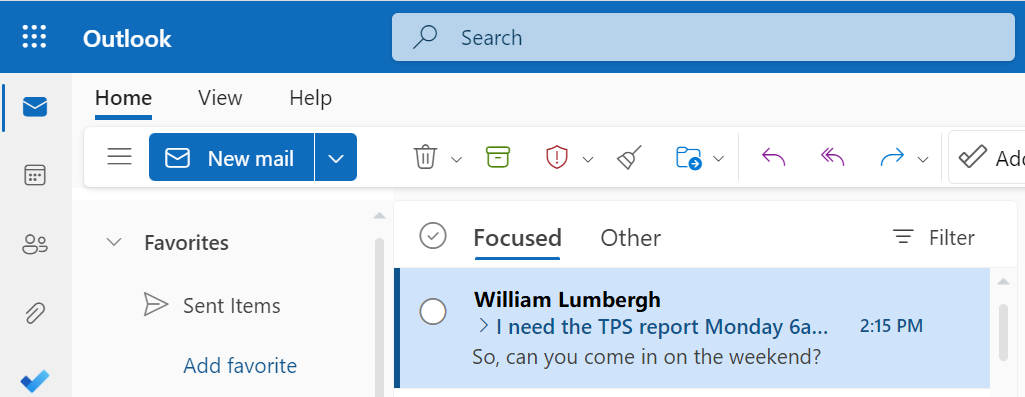 Outlook
Search
Home View Help
New mail
Favorites
Focused Other Filter
Sent Items
William Lumbergh
I need the TPS report Monday 6a... 2:15 PM
So, can you come in on the weekend?
Add favorite